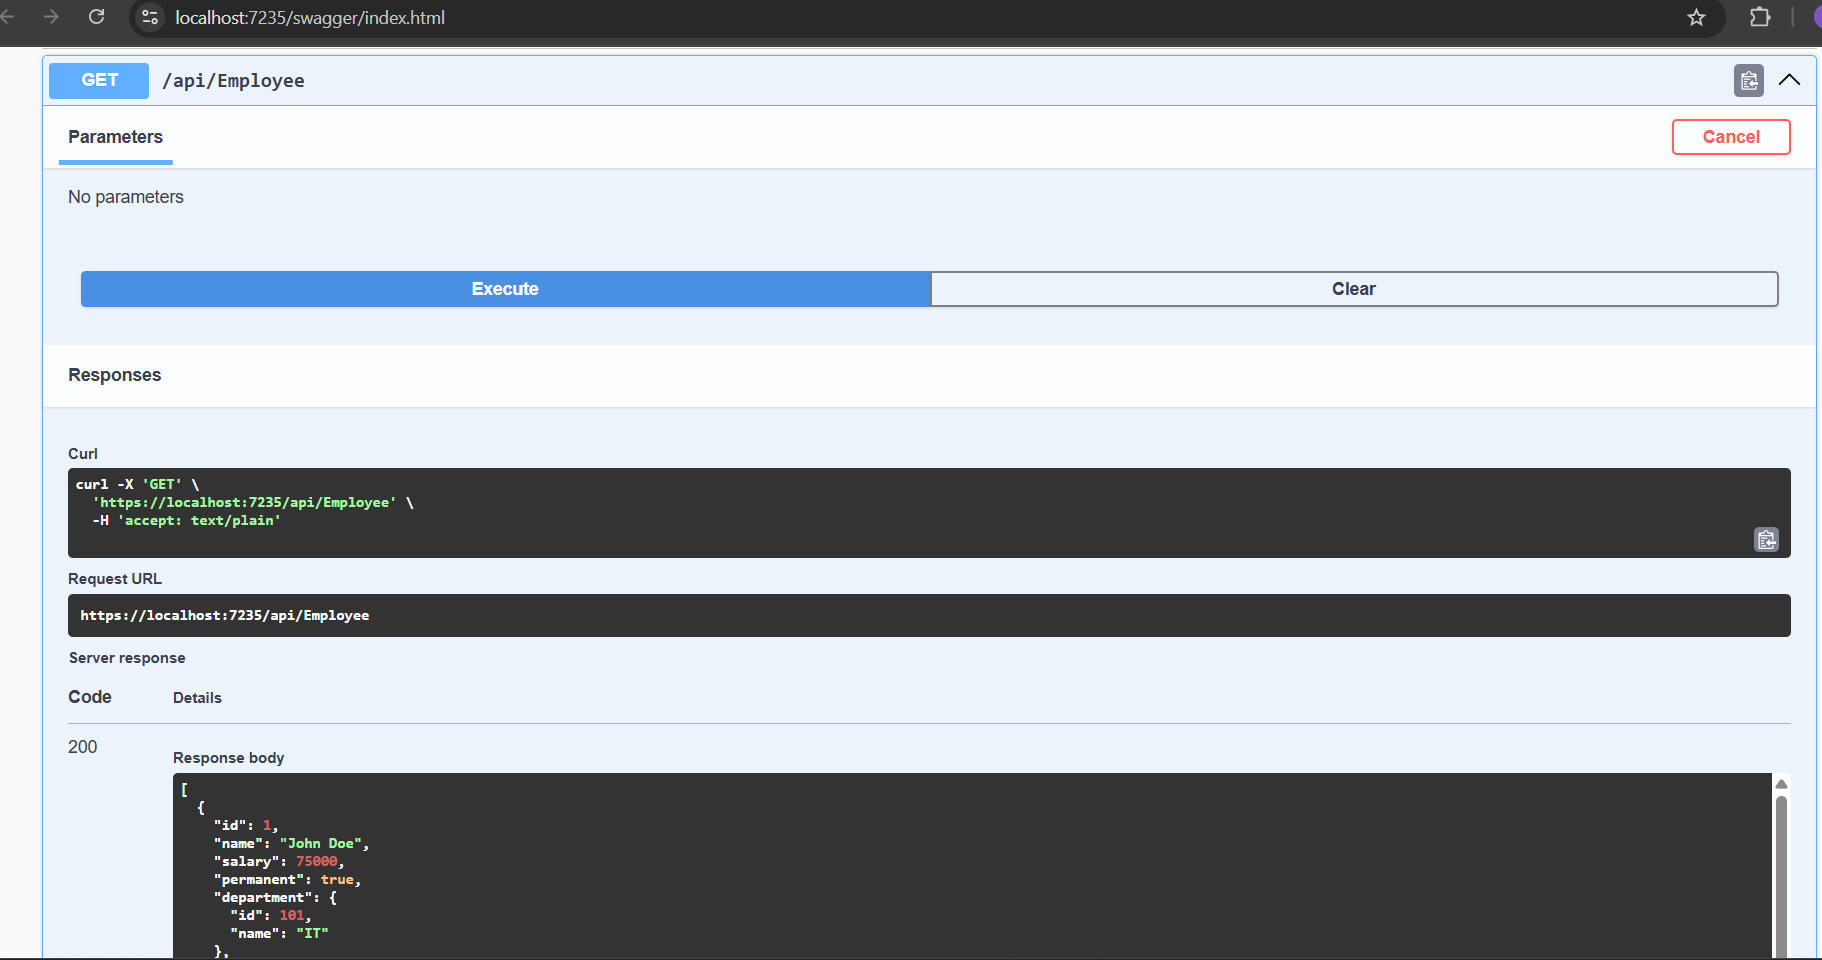 localhost:7235/swagger/index.html
GET /api/Employee
Parameters
Cancel
No parameters
Execute
Clear
Responses
Curl
curl -X 'GET' \
  'https://localhost:7235/api/Employee' \
  -H 'accept: text/plain'
Request URL
https://localhost:7235/api/Employee
Server response
Code Details
200
Response body
[
  {
    "id": 1,
    "name": "John Doe",
    "salary": 75000,
    "permanent": true,
    "department": {
      "id": 101,
      "name": "IT"
    },